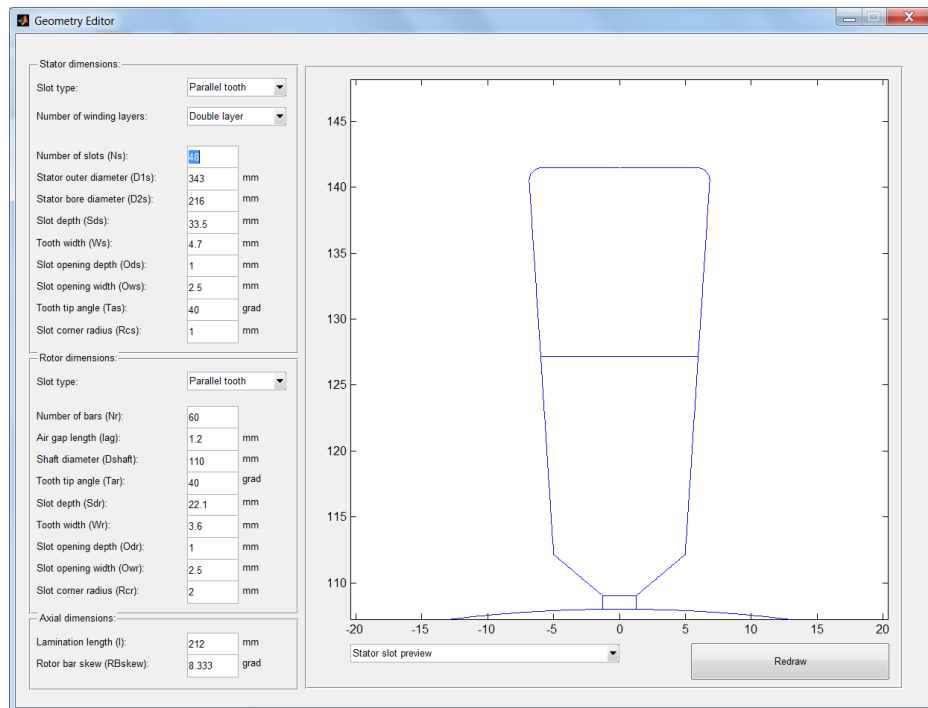 Geometry Editor
Stator dimensions:
Slot type: Parallel tooth
Number of winding layers: Double layer
Number of slots (Ns): 48
Stator outer diameter (D1s): 343 mm
Stator bore diameter (D2s): 216 mm
Slot depth (Sds): 33.5 mm
Tooth width (Ws): 4.7 mm
Slot opening depth (Ods): 1 mm
Slot opening width (Ows): 2.5 mm
Tooth tip angle (Tas): 40 grad
Slot corner radius (Rcs): 1 mm
Rotor dimensions:
Slot type: Parallel tooth
Number of bars (Nr): 60
Air gap length (lag): 1.2 mm
Shaft diameter (Dshaft): 110 mm
Tooth tip angle (Tar): 40 grad
Slot depth (Sdr): 22.1 mm
Tooth width (Wr): 3.6 mm
Slot opening depth (Odr): 1 mm
Slot opening width (Owr): 2.5 mm
Slot corner radius (Rcr): 2 mm
Axial dimensions:
Lamination length (l): 212 mm
Rotor bar skew (RBskew): 8.333 grad
145
140
135
130
125
120
115
110
-20 -15 -10 -5 0 5 10 15 20
Stator slot preview
Redraw